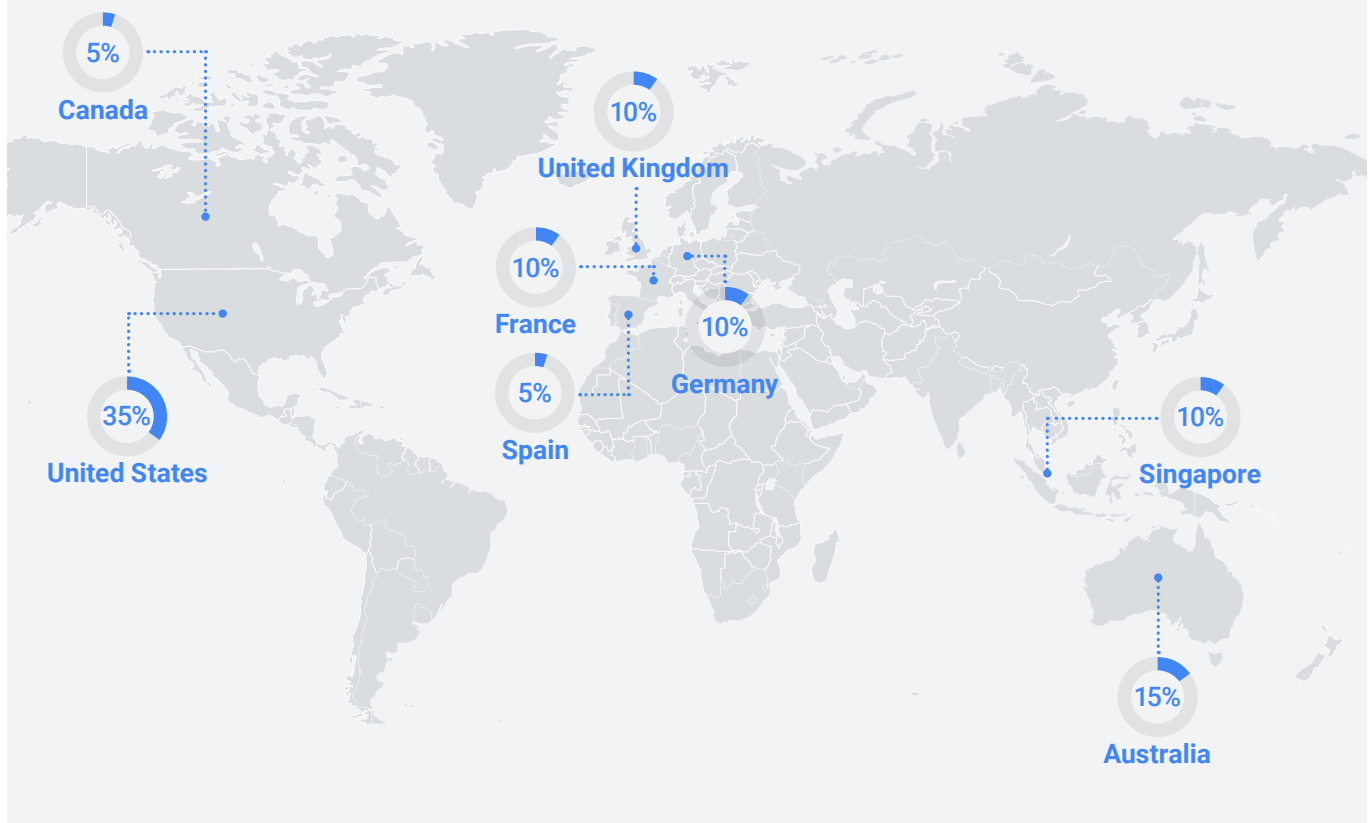 5%
Canada
10%
United Kingdom
10%
France
10%
Germany
35%
United States
5%
Spain
10%
Singapore
15%
Australia